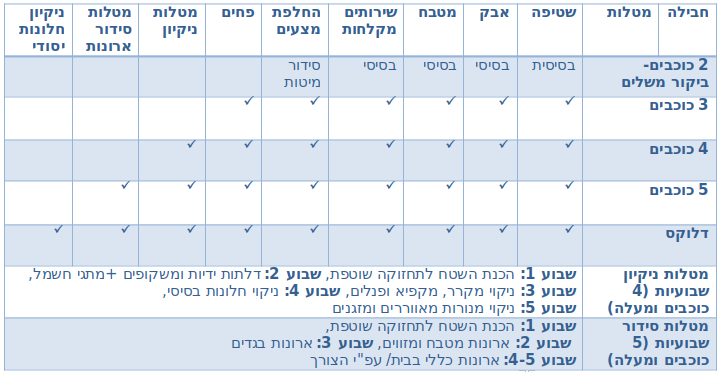 חבילה מטלות שטיפה אבק מטבח שירותים מקלחות החלפת מצעים פחים מטלות ניקיון מטלות סידור ארונות ניקיון חלונות יסודי
2 כוכבים- ביקור משלים בסיסית בסיסי בסיסי בסיסי סידור מיטות
3 כוכבים ✓ ✓ ✓ ✓ ✓ ✓
4 כוכבים ✓ ✓ ✓ ✓ ✓ ✓ ✓
5 כוכבים ✓ ✓ ✓ ✓ ✓ ✓ ✓ ✓
דלוקס ✓ ✓ ✓ ✓ ✓ ✓ ✓ ✓ ✓
מטלות ניקיון
שבועיות (4
כוכבים ומעלה)
שבוע 1: הכנת השטח לתחזוקה שוטפת, שבוע 2: דלתות ידיות ומשקופים +מתגי חשמל,
שבוע 3: ניקוי מקרר, מקפיא ופנלים, שבוע 4: ניקוי חלונות בסיסי,
שבוע 5: ניקוי מנורות מאווררים ומזגנים
מטלות סידור
שבועיות (5
כוכבים ומעלה)
שבוע 1: הכנת השטח לתחזוקה שוטפת,
שבוע 2: ארונות מטבח ומזווים, שבוע 3: ארונות בגדים
שבוע 4-5: ארונות כללי בבית/ עפ"י הצורך